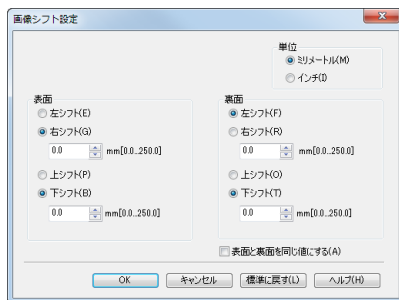 画像シフト設定
単位
ミリメートル(M)
インチ(I)
表面
左シフト(E)
右シフト(G)
0.0 mm[0.0..250.0]
上シフト(P)
下シフト(B)
0.0 mm[0.0..250.0]
裏面
左シフト(F)
右シフト(R)
0.0 mm[0.0..250.0]
上シフト(O)
下シフト(T)
0.0 mm[0.0..250.0]
表面と裏面を同じ値にする(A)
OK キャンセル 標準に戻す(L) ヘルプ(H)